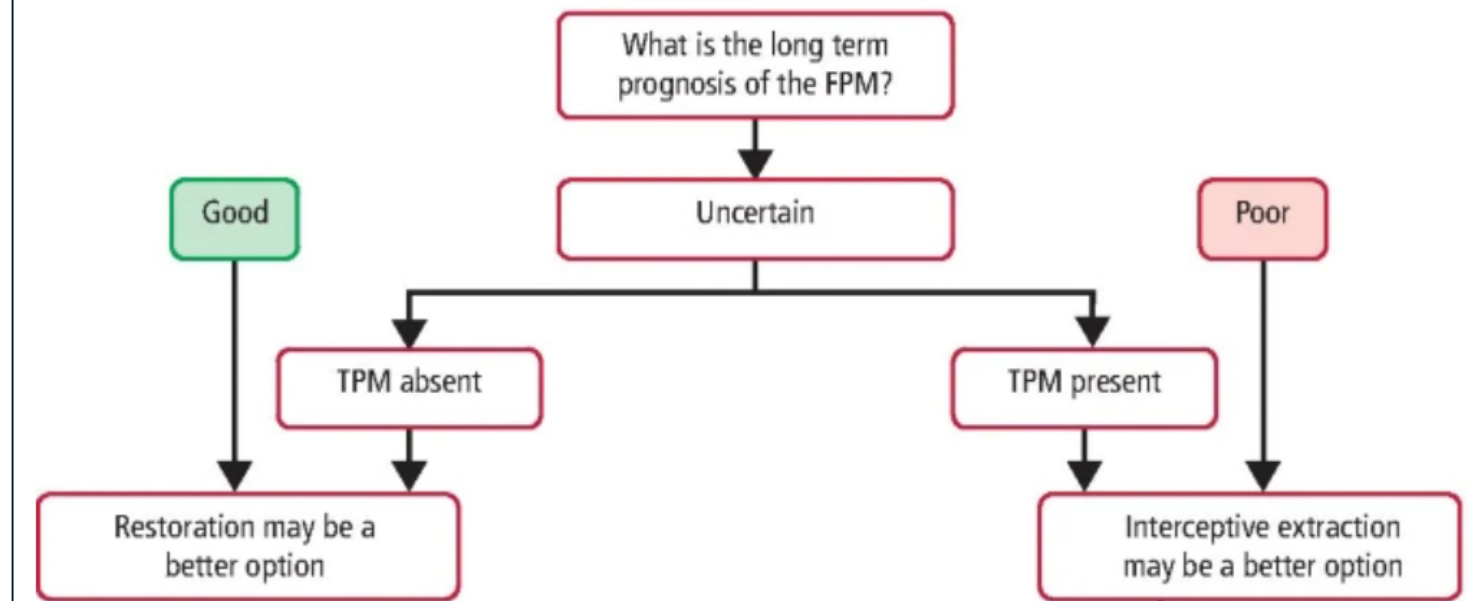 What is the long term
prognosis of the FPM?
Good
Uncertain
Poor
TPM absent
TPM present
Restoration may be a
better option
Interceptive extraction
may be a better option